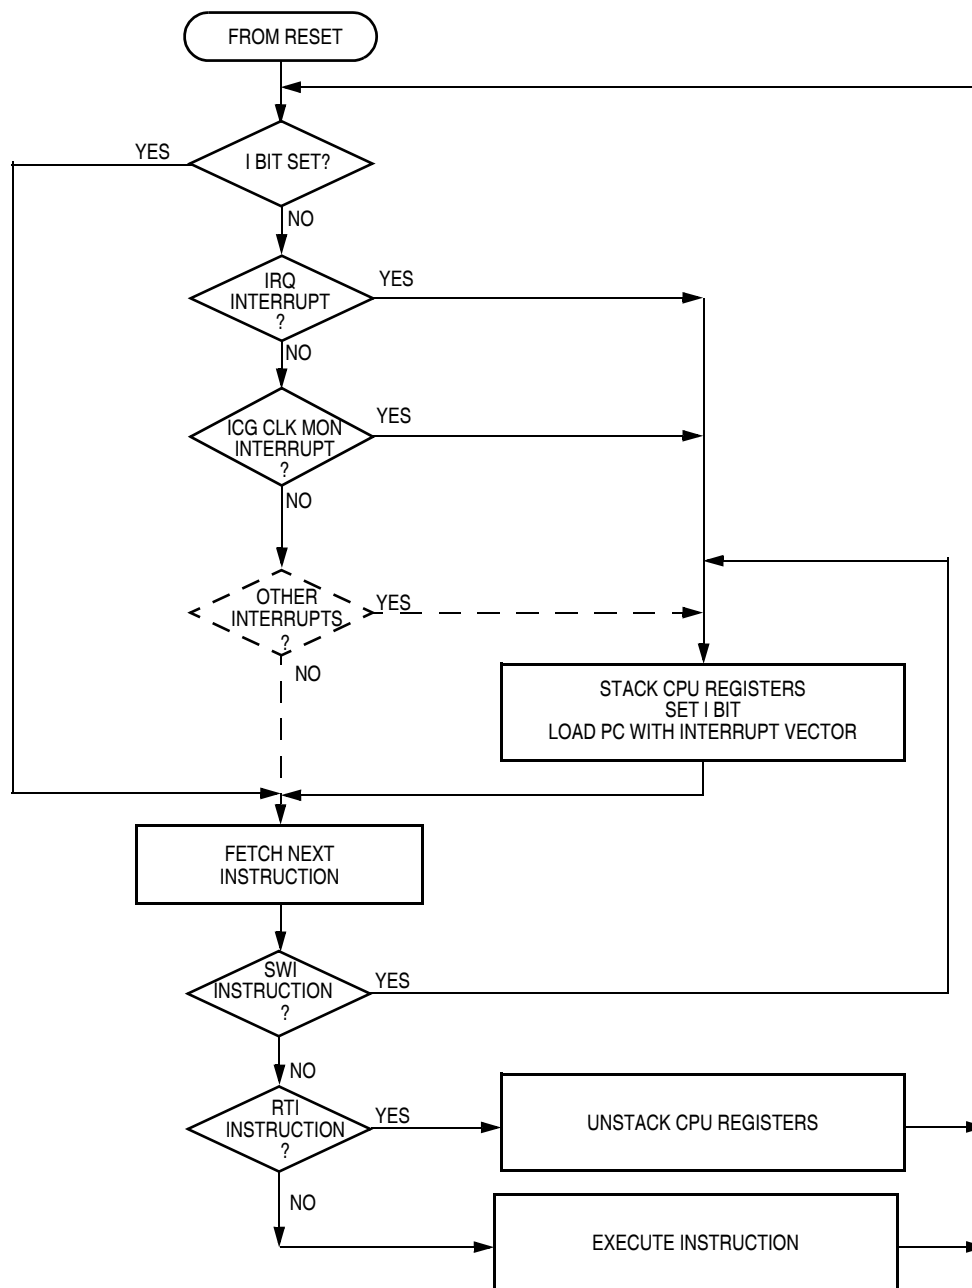 FROM RESET
YES
I BIT SET?
NO
IRQ
INTERRUPT
?
YES
NO
ICG CLK MON
INTERRUPT
?
YES
NO
OTHER
INTERRUPTS
?
YES
NO
STACK CPU REGISTERS
SET I BIT
LOAD PC WITH INTERRUPT VECTOR
FETCH NEXT
INSTRUCTION
SWI
INSTRUCTION
?
YES
NO
RTI
INSTRUCTION
?
YES
UNSTACK CPU REGISTERS
NO
EXECUTE INSTRUCTION